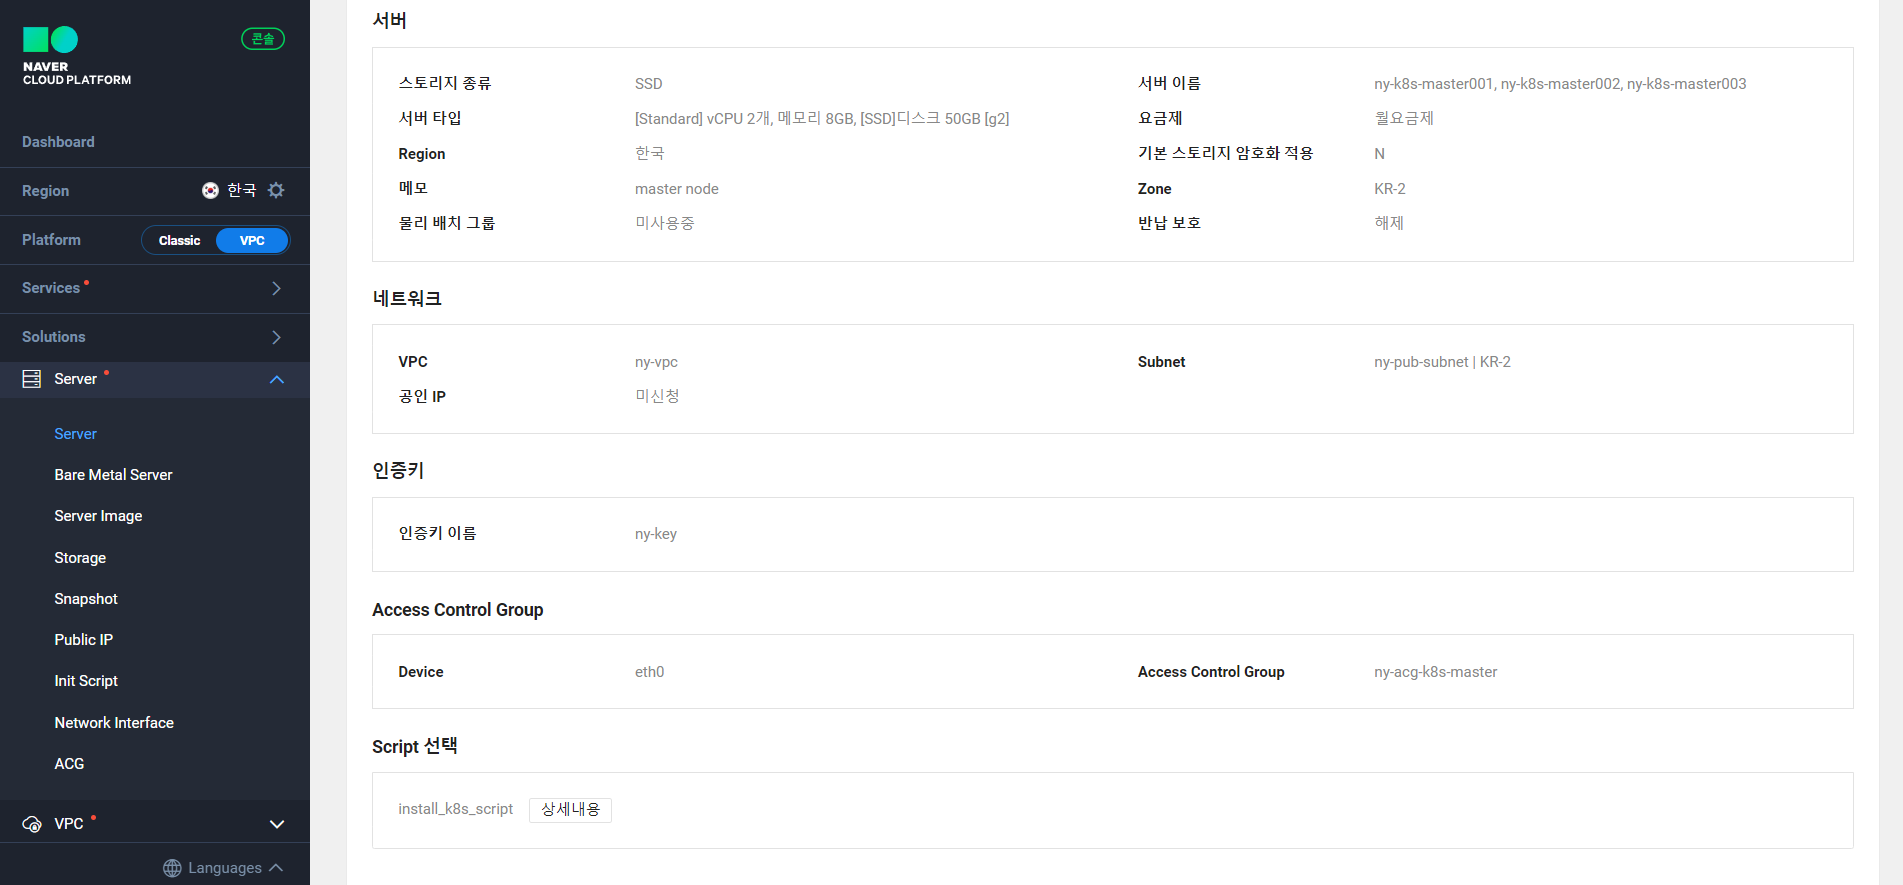 NAVER
CLOUD PLATFORM
콘솔
Dashboard
Region 한국
Platform Classic VPC
Services
Solutions
Server
Server
Bare Metal Server
Server Image
Storage
Snapshot
Public IP
Init Script
Network Interface
ACG
VPC
Languages
서버
스토리지 종류 SSD 서버 이름 ny-k8s-master001, ny-k8s-master002, ny-k8s-master003
서버 타입 [Standard] vCPU 2개, 메모리 8GB, [SSD]디스크 50GB [g2] 요금제 월요금제
Region 한국 기본 스토리지 암호화 적용 N
메모 master node Zone KR-2
물리 배치 그룹 미사용중 반납 보호 해제
네트워크
VPC ny-vpc Subnet ny-pub-subnet | KR-2
공인 IP 미신청
인증키
인증키 이름 ny-key
Access Control Group
Device eth0 Access Control Group ny-acg-k8s-master
Script 선택
install_k8s_script 상세내용